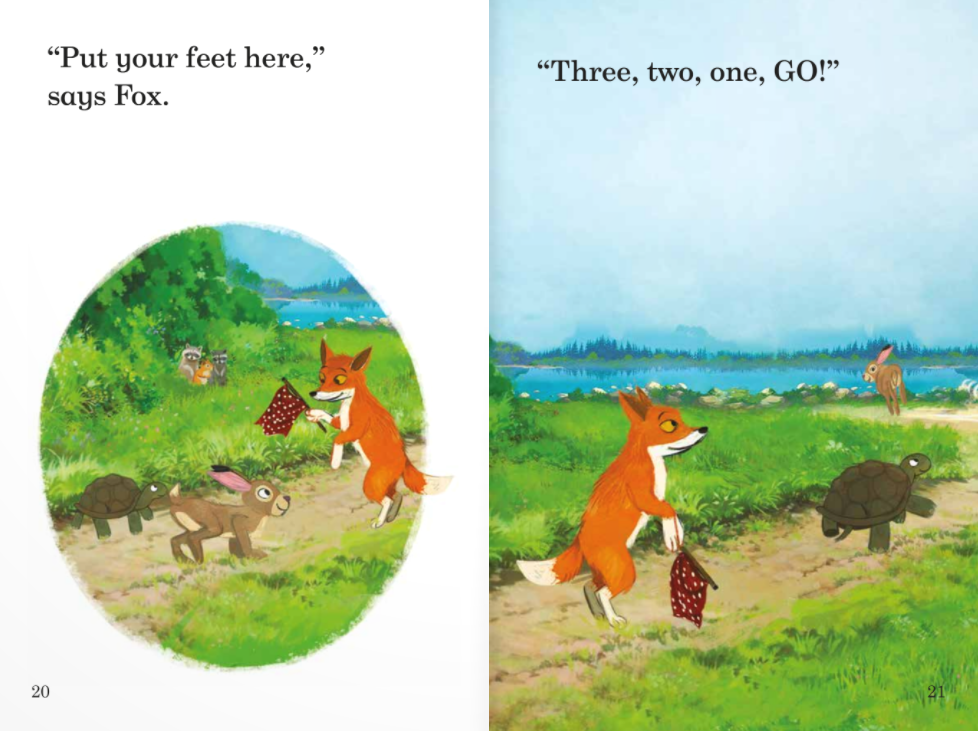 “Put your feet here,”
says Fox.
20
“Three, two, one, GO!”
21